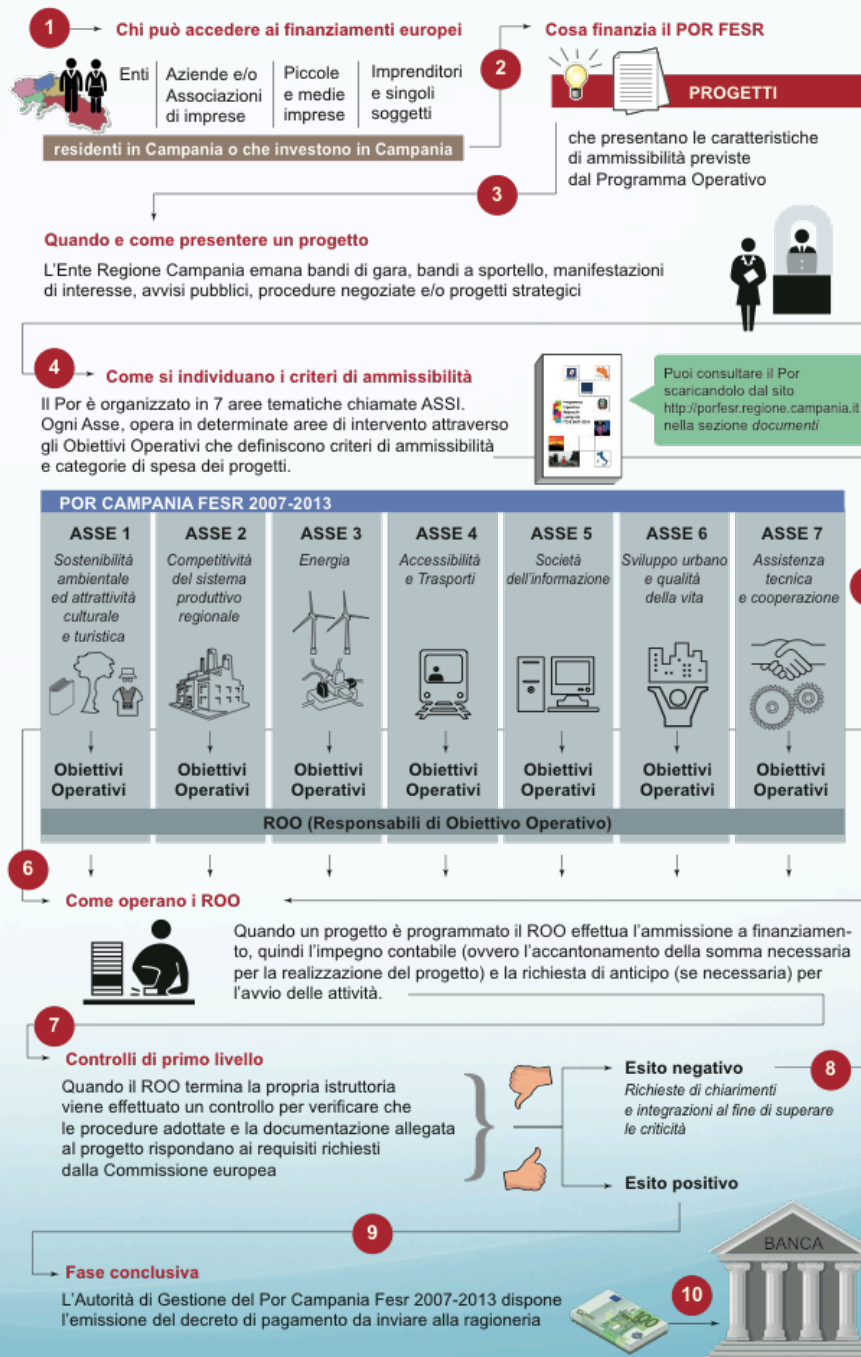 1
Chi può accedere ai finanziamenti europei
Enti
Aziende e/o
Associazioni
di imprese
Piccole
e medie
imprese
Imprenditori
e singoli
soggetti
residenti in Campania o che investono in Campania
2
Cosa finanzia il POR FESR
PROGETTI
che presentano le caratteristiche
di ammissibilità previste
dal Programma Operativo
3
Quando e come presentere un progetto
L'Ente Regione Campania emana bandi di gara, bandi a sportello, manifestazioni
di interesse, avvisi pubblici, procedure negoziate e/o progetti strategici
4
Come si individuano i criteri di ammissibilità
Il Por è organizzato in 7 aree tematiche chiamate ASSI.
Ogni Asse, opera in determinate aree di intervento attraverso
gli Obiettivi Operativi che definiscono criteri di ammissibilità
e categorie di spesa dei progetti.
Puoi consultare il Por
scaricandolo dal sito
http://porfesr.regione.campania.it
nella sezione documenti
POR CAMPANIA FESR 2007-2013
ASSE 1
Sostenibilità
ambientale
ed attrattività
culturale
e turistica
Obiettivi
Operativi
ASSE 2
Competitività
del sistema
produttivo
regionale
Obiettivi
Operativi
ASSE 3
Energia
Obiettivi
Operativi
ASSE 4
Accessibilità
e Trasporti
Obiettivi
Operativi
ASSE 5
Società
dell'informazione
Obiettivi
Operativi
ASSE 6
Sviluppo urbano
e qualità
della vita
Obiettivi
Operativi
ASSE 7
Assistenza
tecnica
e cooperazione
Obiettivi
Operativi
ROO (Responsabili di Obiettivo Operativo)
6
Come operano i ROO
Quando un progetto è programmato il ROO effettua l'ammissione a finanziamen-
to, quindi l'impegno contabile (ovvero l'accantonamento della somma necessaria
per la realizzazione del progetto) e la richiesta di anticipo (se necessaria) per
l'avvio delle attività.
7
Controlli di primo livello
Quando il ROO termina la propria istruttoria
viene effettuato un controllo per verificare che
le procedure adottate e la documentazione allegata
al progetto rispondano ai requisiti richiesti
dalla Commissione europea
Esito negativo
8
Richieste di chiarimenti
e integrazioni al fine di superare
le criticità
Esito positivo
9
Fase conclusiva
L'Autorità di Gestione del Por Campania Fesr 2007-2013 dispone
l'emissione del decreto di pagamento da inviare alla ragioneria
100
10
BANCA